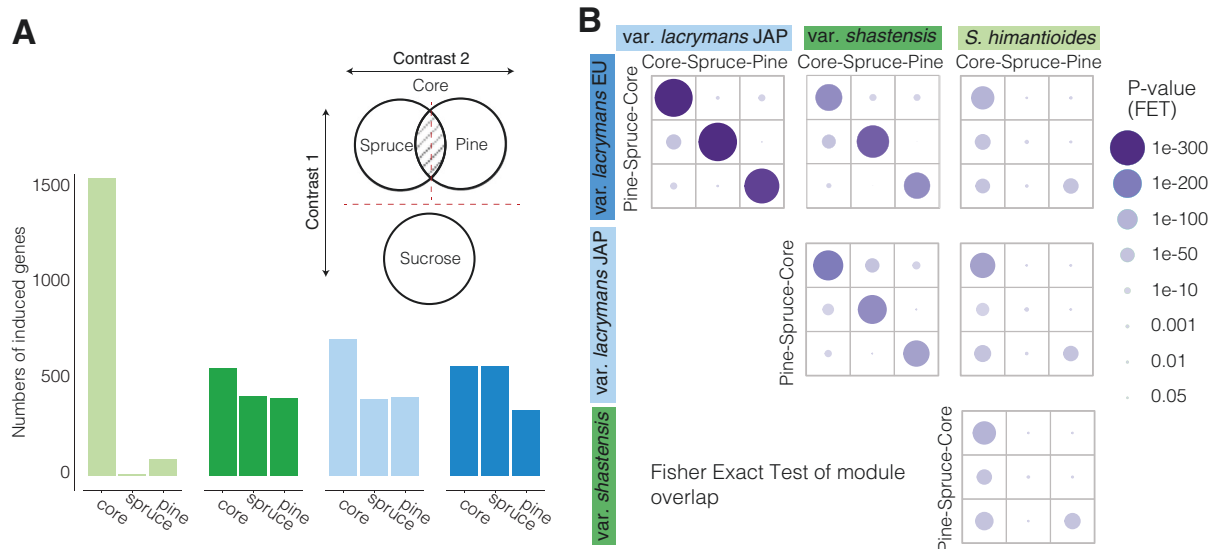 A
Contrast 2
Core
Spruce
Pine
Contrast 1
Sucrose
Numbers of induced genes
1500
1000
500
0
core
spruce
pine
core
spruce
pine
core
spruce
pine
core
spruce
pine
B
var. lacrymans JAP
var. shastensis
S. himantioides
Core-Spruce-Pine
Core-Spruce-Pine
Core-Spruce-Pine
var. lacrymans EU
Pine-Spruce-Core
var. lacrymans JAP
Pine-Spruce-Core
var. shastensis
Pine-Spruce-Core
Fisher Exact Test of module
overlap
P-value
(FET)
1e-300
1e-200
1e-100
1e-50
1e-10
0.001
0.01
0.05